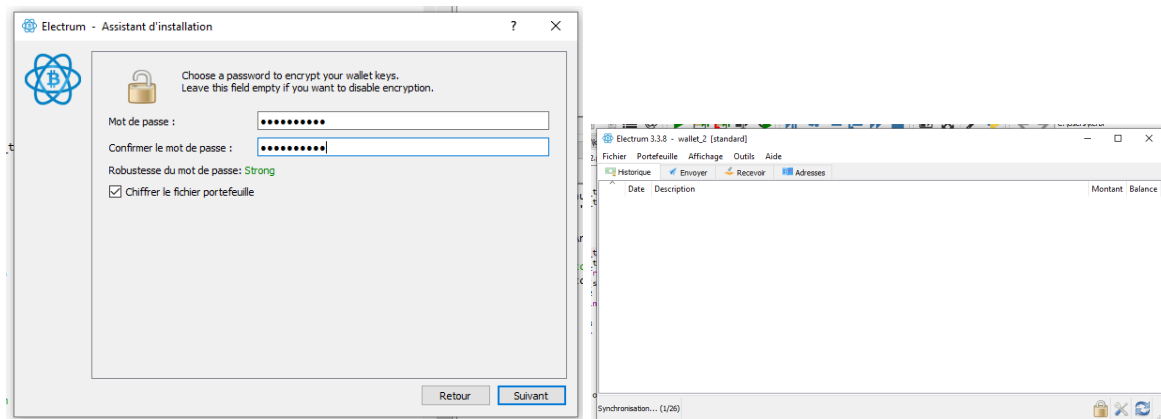 Electrum - Assistant d'installation
Choose a password to encrypt your wallet keys.
Leave this field empty if you want to disable encryption.
Mot de passe :
Confirmer le mot de passe :
Robustesse du mot de passe: Strong
Chiffrer le fichier portefeuille
Retour
Suivant
Electrum 3.3.8 - wallet_2 [standard]
Fichier Portefeuille Affichage Outils Aide
Historique Envoyer Recevoir Adresses
Date Description Montant Balance
Synchronisation... (1/26)